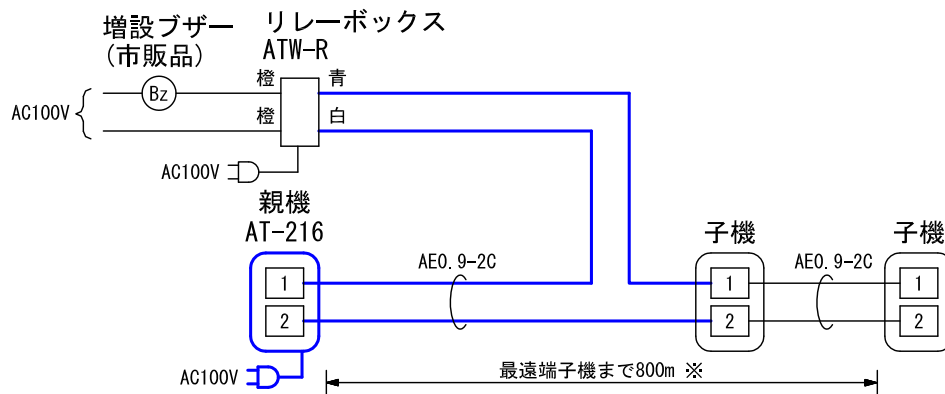 増設ブザー
(市販品)
リレーボックス
ATW-R
橙
青
Bz
AC100V
橙
白
AC100V
親機
AT-216
子機
子機
AE0.9-2C
AE0.9-2C
1
1
1
2
2
2
AC100V
最遠端子機まで800m ※